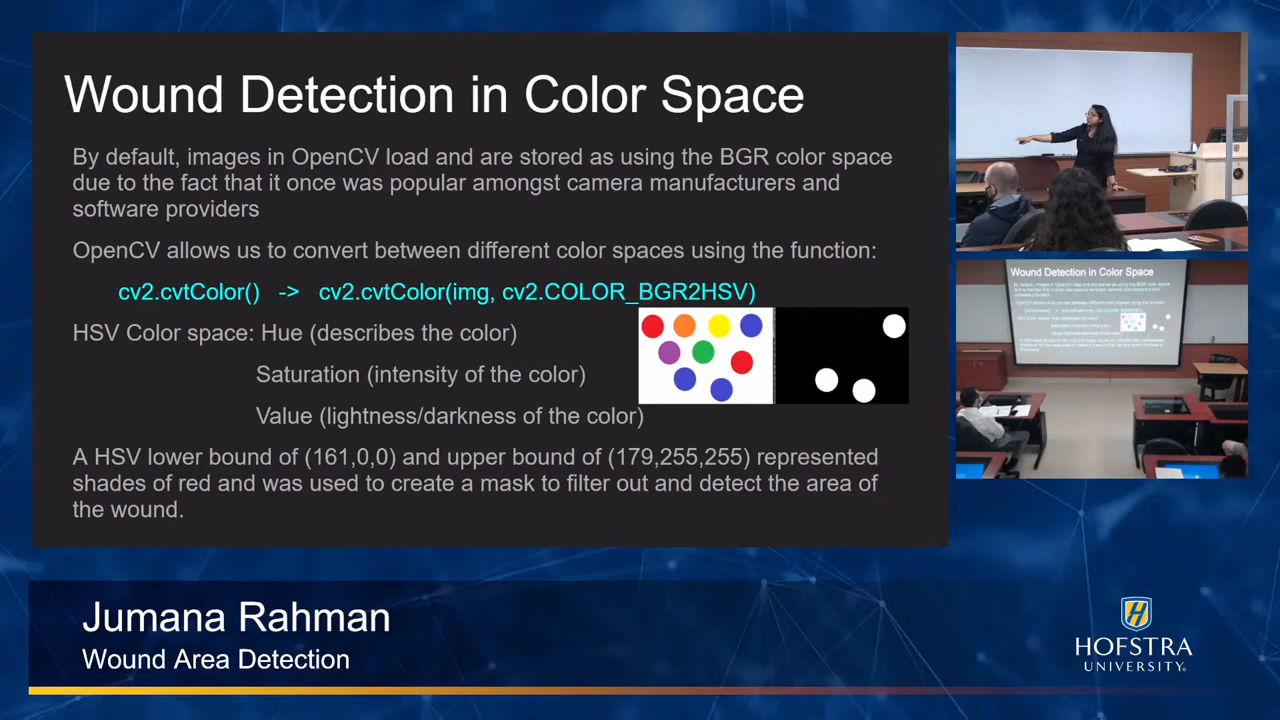 Wound Detection in Color Space
By default, images in OpenCV load and are stored as using the BGR color space
due to the fact that it once was popular amongst camera manufacturers and
software providers
OpenCV allows us to convert between different color spaces using the function:
cv2.cvtColor() -> cv2.cvtColor(img, cv2.COLOR_BGR2HSV)
HSV Color space: Hue (describes the color)
Saturation (intensity of the color)
Value (lightness/darkness of the color)
A HSV lower bound of (161,0,0) and upper bound of (179,255,255) represented
shades of red and was used to create a mask to filter out and detect the area of
the wound.
Wound Detection in Color Space
Jumana Rahman
Wound Area Detection
H
HOFSTRA
UNIVERSITY®